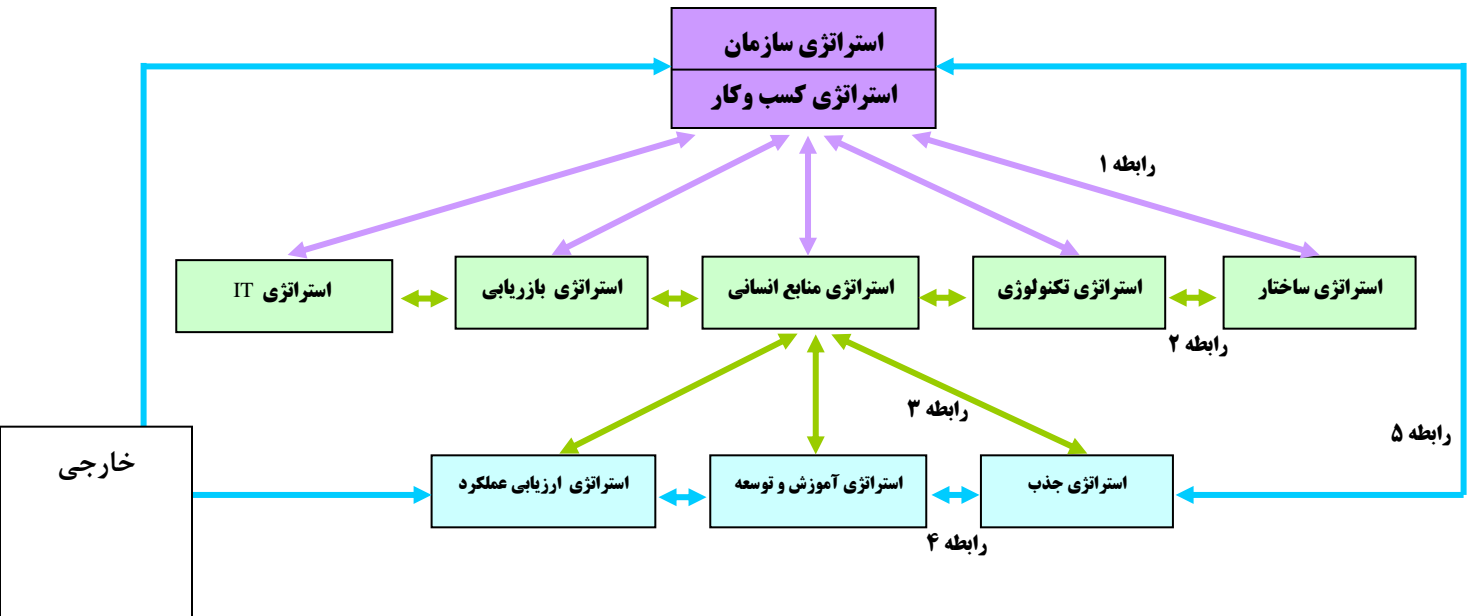 استراتژی سازمان
استراتژی کسب وکار
رابطه ۱
استراتژی ساختار
استراتژی تکنولوژی
استراتژی منابع انسانی
استراتژی بازریابی
استراتژی IT
رابطه ۲
رابطه ۳
رابطه ۵
خارجی
استراتژی جذب
استراتژی آموزش و توسعه
استراتژی ارزیابی عملکرد
رابطه ۴